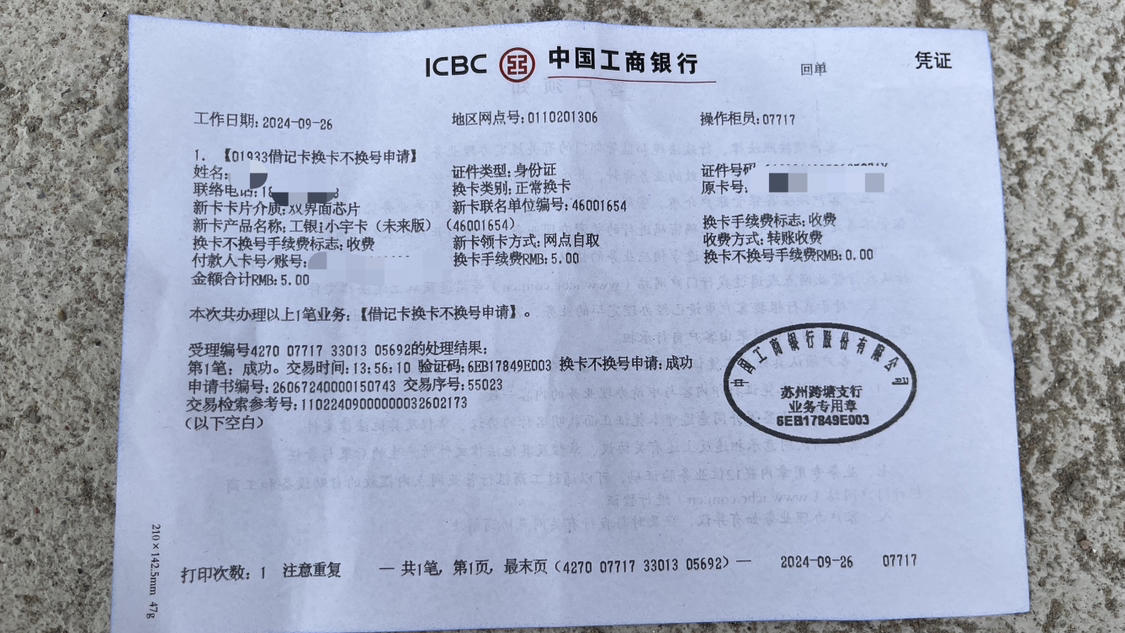 ICBC 中国工商银行 回单 凭证
工作日期: 2024-09-26 地区网点号: 0110201306 操作柜员: 07717
1. 【01933借记卡换卡不换号申请】
姓名: 证件类型: 身份证 证件号码
联络电话: 18 换卡类别: 正常换卡 原卡号:
新卡卡片介质: 双界面芯片 新卡联名单位编号: 46001654
新卡产品名称: 工银i小宇卡（未来版）（46001654） 换卡手续费标志: 收费
换卡不换号手续费标志: 收费 新卡领卡方式: 网点自取 收费方式: 转账收费
付款人卡号/账号: 换卡手续费RMB: 5.00 换卡不换号手续费RMB: 0.00
金额合计RMB: 5.00
本次共办理以上1笔业务: 【借记卡换卡不换号申请】。
受理编号4270 07717 33013 05692的处理结果:
第1笔: 成功。交易时间: 13:56:10 验证码: 6EB17849E003 换卡不换号申请: 成功
申请书编号: 26067240000150743 交易序号: 55023
交易检索参考号: 11022409000000032602173
（以下空白）
中国工商银行股份有限公司
苏州跨塘支行
业务专用章
6EB17849E003
210×142.5mm 47g
打印次数: 1 注意重复 — 共1笔, 第1页, 最末页（4270 07717 33013 05692）— 2024-09-26 07717